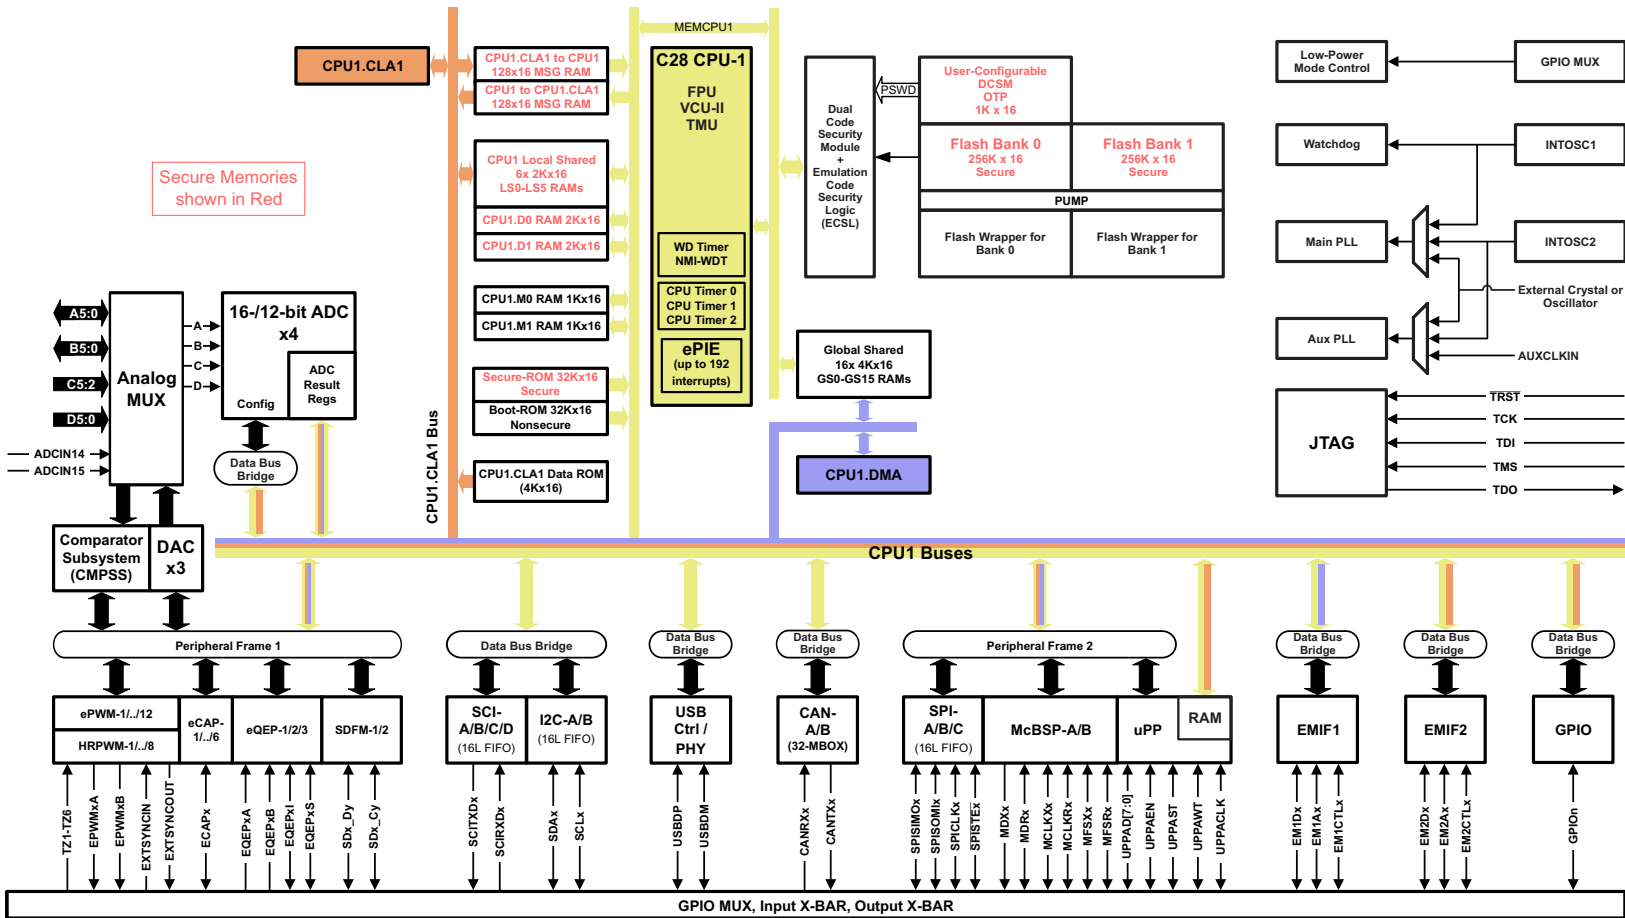 MEMCPU1
CPU1.CLA1
CPU1.CLA1 to CPU1
128x16 MSG RAM
CPU1 to CPU1.CLA1
128x16 MSG RAM
CPU1 Local Shared
6x 2Kx16
LS0-LS5 RAMs
CPU1.D0 RAM 2Kx16
CPU1.D1 RAM 2Kx16
CPU1.M0 RAM 1Kx16
CPU1.M1 RAM 1Kx16
Secure-ROM 32Kx16
Secure
Boot-ROM 32Kx16
Nonsecure
CPU1.CLA1 Data ROM
(4Kx16)
CPU1.CLA1 Bus
Secure Memories
shown in Red
C28 CPU-1
FPU
VCU-II
TMU
WD Timer
NMI-WDT
CPU Timer 0
CPU Timer 1
CPU Timer 2
ePIE
(up to 192
interrupts)
Dual
Code
Security
Module
+
Emulation
Code
Security
Logic
(ECSL)
PSWD
User-Configurable
DCSM
OTP
1K x 16
Flash Bank 0
256K x 16
Secure
Flash Bank 1
256K x 16
Secure
PUMP
Flash Wrapper for
Bank 0
Flash Wrapper for
Bank 1
Global Shared
16x 4Kx16
GS0-GS15 RAMs
CPU1.DMA
Low-Power
Mode Control
GPIO MUX
Watchdog
INTOSC1
Main PLL
INTOSC2
External Crystal or
Oscillator
Aux PLL
AUXCLKIN
JTAG
TRST
TCK
TDI
TMS
TDO
A5:0
B5:0
C5:2
D5:0
ADCIN14
ADCIN15
Analog
MUX
A
B
C
D
16-/12-bit ADC
x4
Config
ADC
Result
Regs
Data Bus
Bridge
Comparator
Subsystem
(CMPSS)
DAC
x3
CPU1 Buses
Peripheral Frame 1
Data Bus Bridge
Data Bus
Bridge
Data Bus
Bridge
Peripheral Frame 2
Data Bus
Bridge
Data Bus
Bridge
Data Bus
Bridge
ePWM-1/../12
HRPWM-1/../8
eCAP-
1/../6
eQEP-1/2/3
SDFM-1/2
SCI-
A/B/C/D
(16L FIFO)
I2C-A/B
(16L FIFO)
USB
Ctrl /
PHY
CAN-
A/B
(32-MBOX)
SPI-
A/B/C
(16L FIFO)
McBSP-A/B
uPP
RAM
EMIF1
EMIF2
GPIO
TZ1-TZ6
EPWMxA
EPWMxB
EXTSYNCIN
EXTSYNCOUT
ECAPx
EQEPxA
EQEPxB
EQEPxI
EQEPxS
SDx_Dy
SDx_Cy
SCITXDx
SCIRXDx
SDAx
SCLx
USBDP
USBDM
CANRXx
CANTXx
SPISIMOx
SPISOMIx
SPICLKx
SPISTEx
MDXx
MDRx
MCLKXx
MCLKRx
MFSXx
MFSRx
UPPAD[7:0]
UPPAEN
UPPAST
UPPAWT
UPPACLK
EM1Dx
EM1Ax
EM1CTLx
EM2Dx
EM2Ax
EM2CTLx
GPIOn
GPIO MUX, Input X-BAR, Output X-BAR